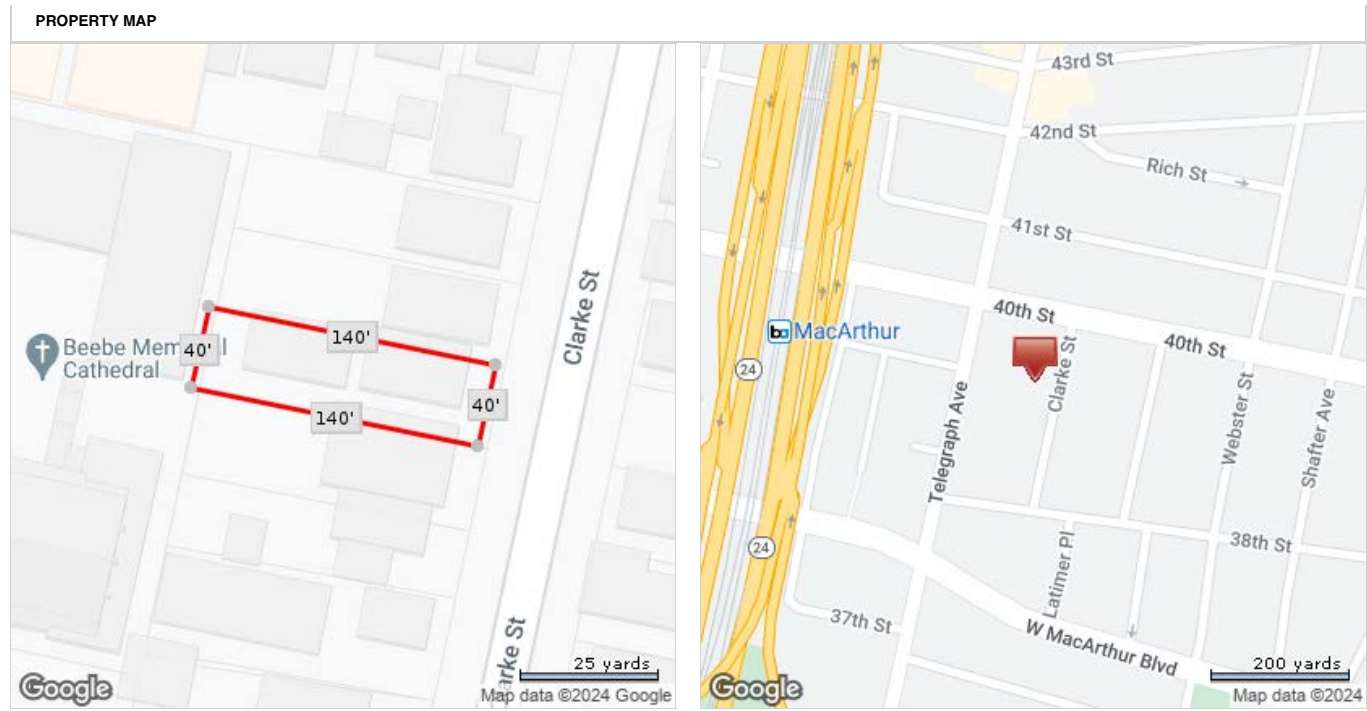 PROPERTY MAP
Clarke St
140'
Beebe Memorial
Cathedral
40'
140'
40'
arke St
25 yards
Google
Map data ©2024 Google
43rd St
42nd St
Rich St
41st St
40th St
MacArthur
40th St
24
Clarke St
Webster St
Shafter Ave
Telegraph Ave
24
38th St
Latimer Pl
37th St
W MacArthur Blvd
200 yards
Google
Map data ©2024